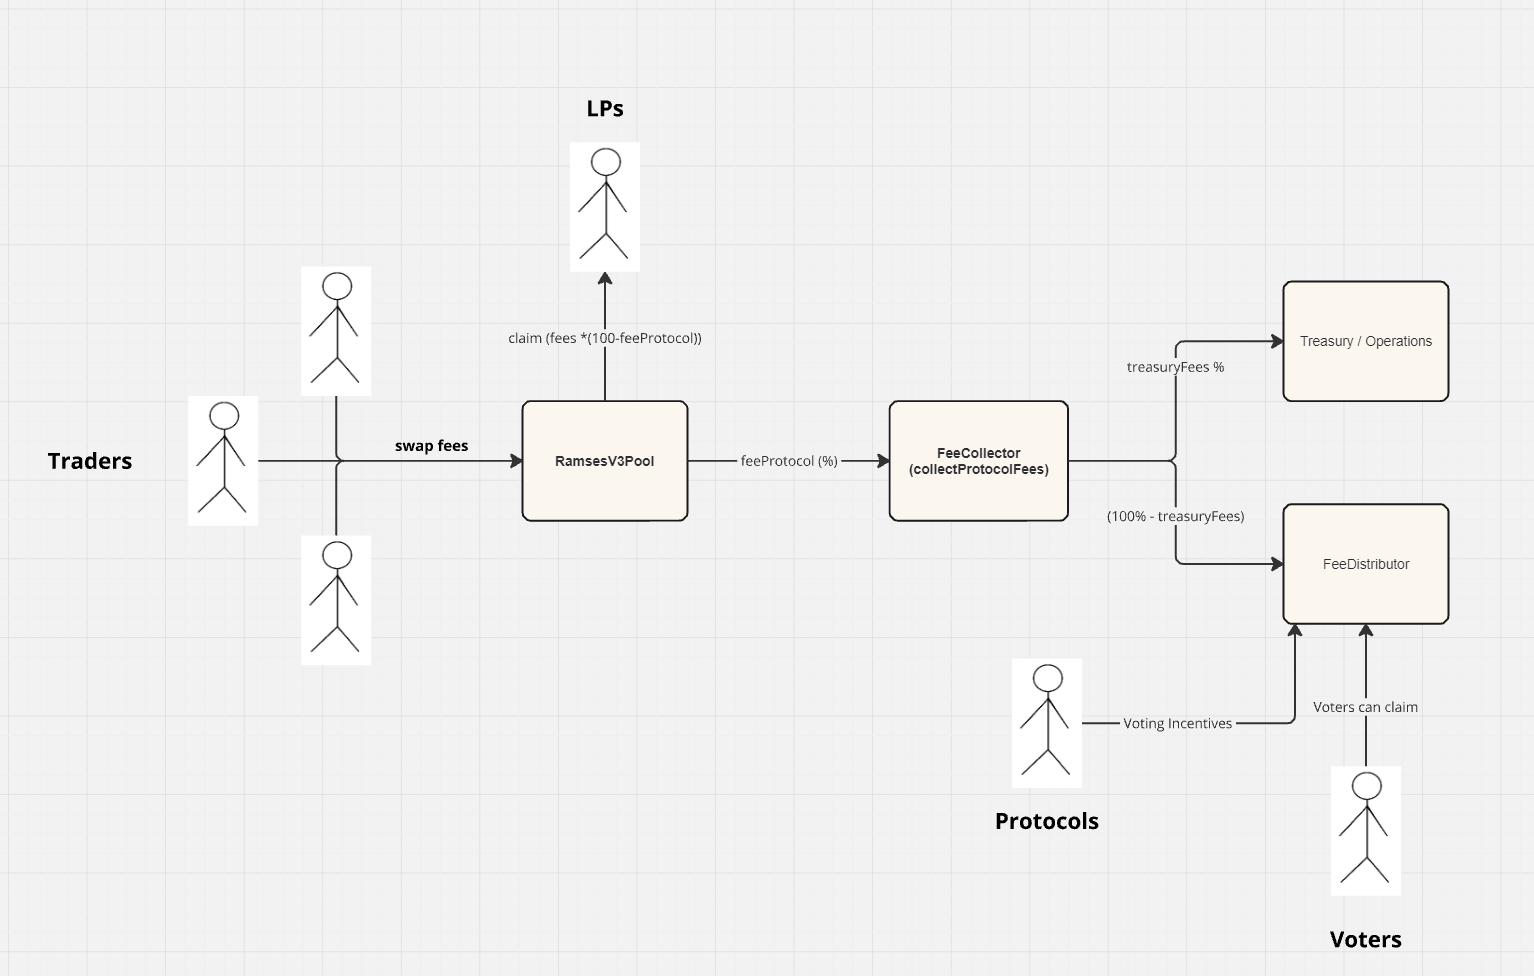 LPs
claim (fees *(100-feeProtocol))
Treasury / Operations
treasuryFees %
swap fees
Traders
RamsesV3Pool
feeProtocol (%)
FeeCollector
(collectProtocolFees)
(100% - treasuryFees)
FeeDistributor
Voters can claim
Voting Incentives
Protocols
Voters